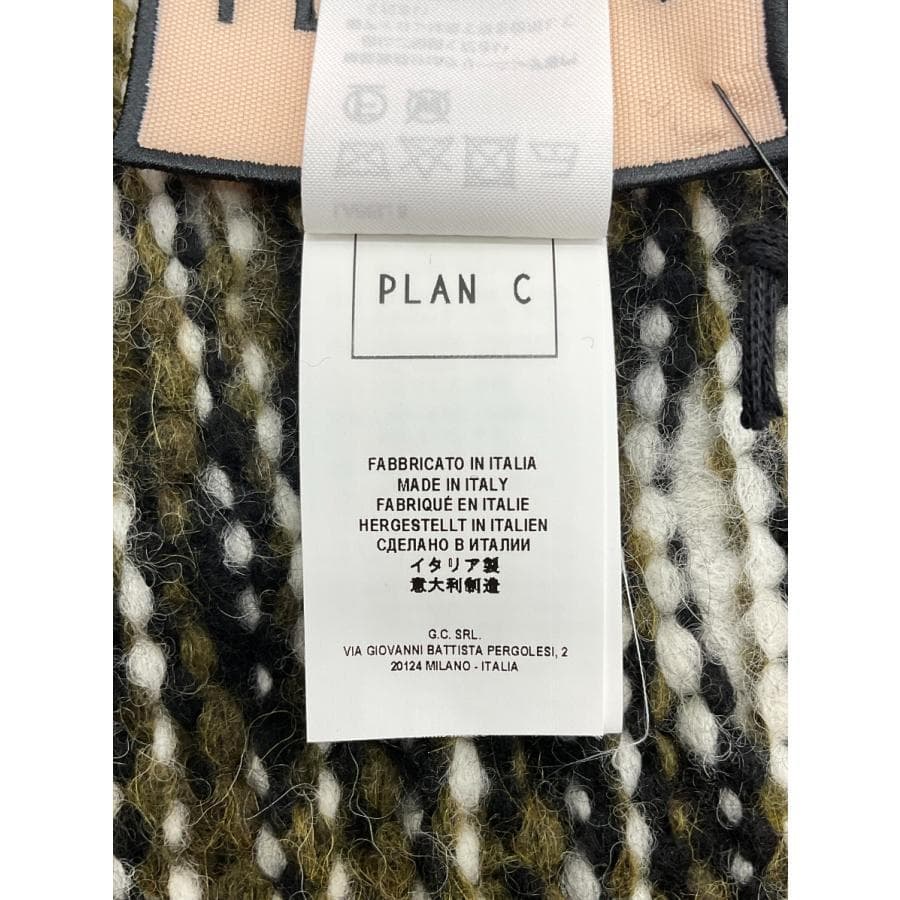 PLAN C
FABBRICATO IN ITALIA
MADE IN ITALY
FABRIQUÉ EN ITALIE
HERGESTELLT IN ITALIEN
СДЕЛАНО В ИТАЛИИ
イタリア製
意大利制造
G.C. SRL.
VIA GIOVANNI BATTISTA PERGOLESI, 2
20124 MILANO - ITALIA